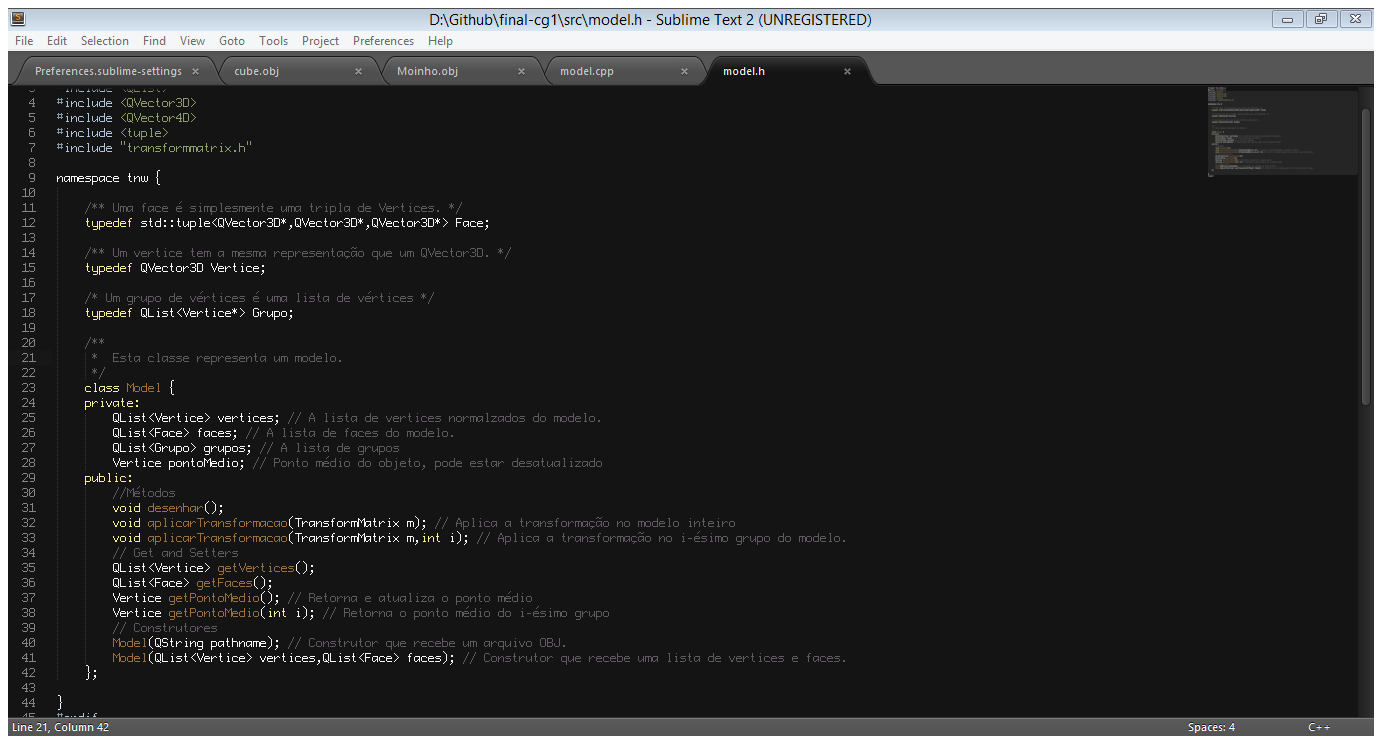 D:\Github\final-cg1\src\model.h - Sublime Text 2 (UNREGISTERED)
File Edit Selection Find View Goto Tools Project Preferences Help
Preferences.sublime-settings × cube.obj × Moinho.obj × model.cpp × model.h ×
3 #include <QList>
4 #include <QVector3D>
5 #include <QVector4D>
6 #include <tuple>
7 #include "transformmatrix.h"
8
9 namespace tnw {
10
11 /** Uma face é simplesmente uma tripla de Vertices. */
12 typedef std::tuple<QVector3D*,QVector3D*,QVector3D*> Face;
13
14 /** Um vertice tem a mesma representação que um QVector3D. */
15 typedef QVector3D Vertice;
16
17 /* Um grupo de vértices é uma lista de vértices */
18 typedef QList<Vertice*> Grupo;
19
20 /**
21 * Esta classe representa um modelo.
22 */
23 class Model {
24 private:
25 QList<Vertice> vertices; // A lista de vertices normalzados do modelo.
26 QList<Face> faces; // A lista de faces do modelo.
27 QList<Grupo> grupos; // A lista de grupos
28 Vertice pontoMedio; // Ponto médio do objeto, pode estar desatualizado
29 public:
30 //Métodos
31 void desenhar();
32 void aplicarTransformacao(TransformMatrix m); // Aplica a transformação no modelo inteiro
33 void aplicarTransformacao(TransformMatrix m,int i); // Aplica a transformação no i-ésimo grupo do modelo.
34 // Get and Setters
35 QList<Vertice> getVertices();
36 QList<Face> getFaces();
37 Vertice getPontoMedio(); // Retorna e atualiza o ponto médio
38 Vertice getPontoMedio(int i); // Retorna o ponto médio do i-ésimo grupo
39 // Construtores
40 Model(QString pathname); // Construtor que recebe um arquivo OBJ.
41 Model(QList<Vertice> vertices,QList<Face> faces); // Construtor que recebe uma lista de vertices e faces.
42 };
43
44 }
45 #endif
Line 21, Column 42 Spaces: 4 C++